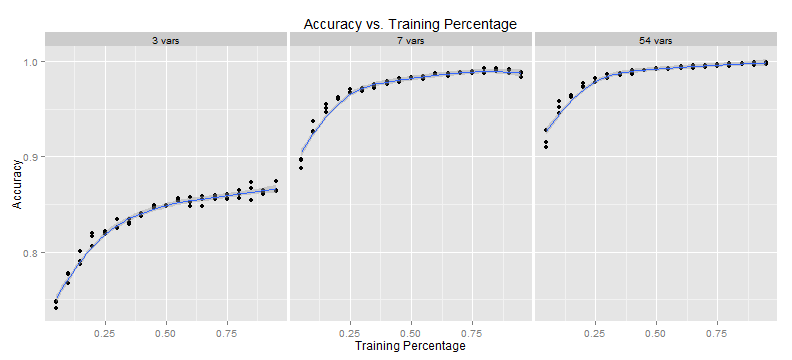 Accuracy vs. Training Percentage
3 vars
7 vars
54 vars
1.0
0.9
0.8
Accuracy
0.25 0.50 0.75
0.25 0.50 0.75
0.25 0.50 0.75
Training Percentage